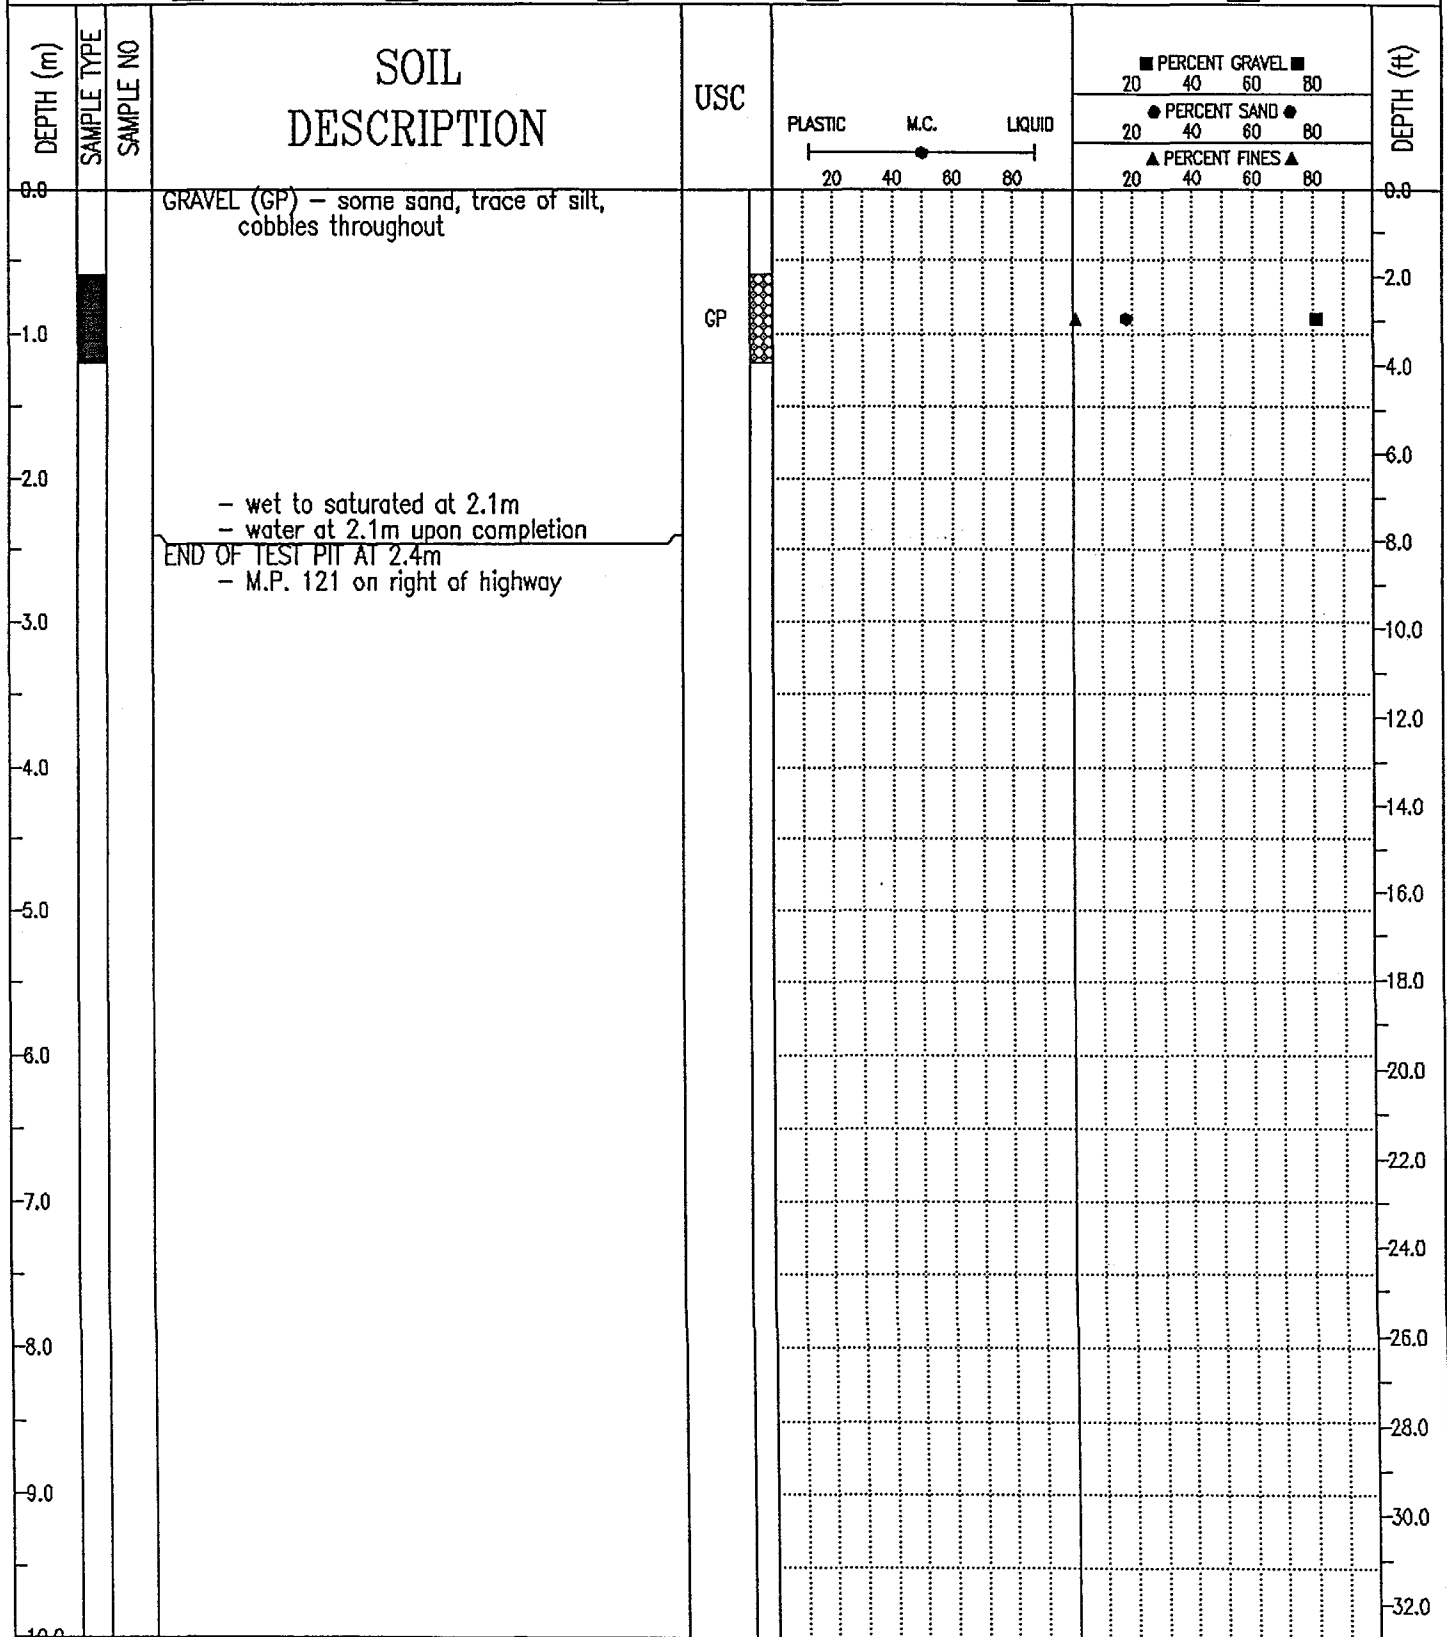 DEPTH (m)
SAMPLE TYPE
SAMPLE NO
SOIL
DESCRIPTION
USC
PLASTIC M.C. LIQUID
20 40 60 80
■ PERCENT GRAVEL ■
20 40 60 80
● PERCENT SAND ●
20 40 60 80
▲ PERCENT FINES ▲
20 40 60 80
DEPTH (ft)
0.0
1.0
2.0
3.0
4.0
5.0
6.0
7.0
8.0
9.0
10.0
GRAVEL (GP) – some sand, trace of silt,
cobbles throughout
– wet to saturated at 2.1m
– water at 2.1m upon completion
END OF TEST PIT AT 2.4m
– M.P. 121 on right of highway
GP
0.0
2.0
4.0
6.0
8.0
10.0
12.0
14.0
16.0
18.0
20.0
22.0
24.0
26.0
28.0
30.0
32.0